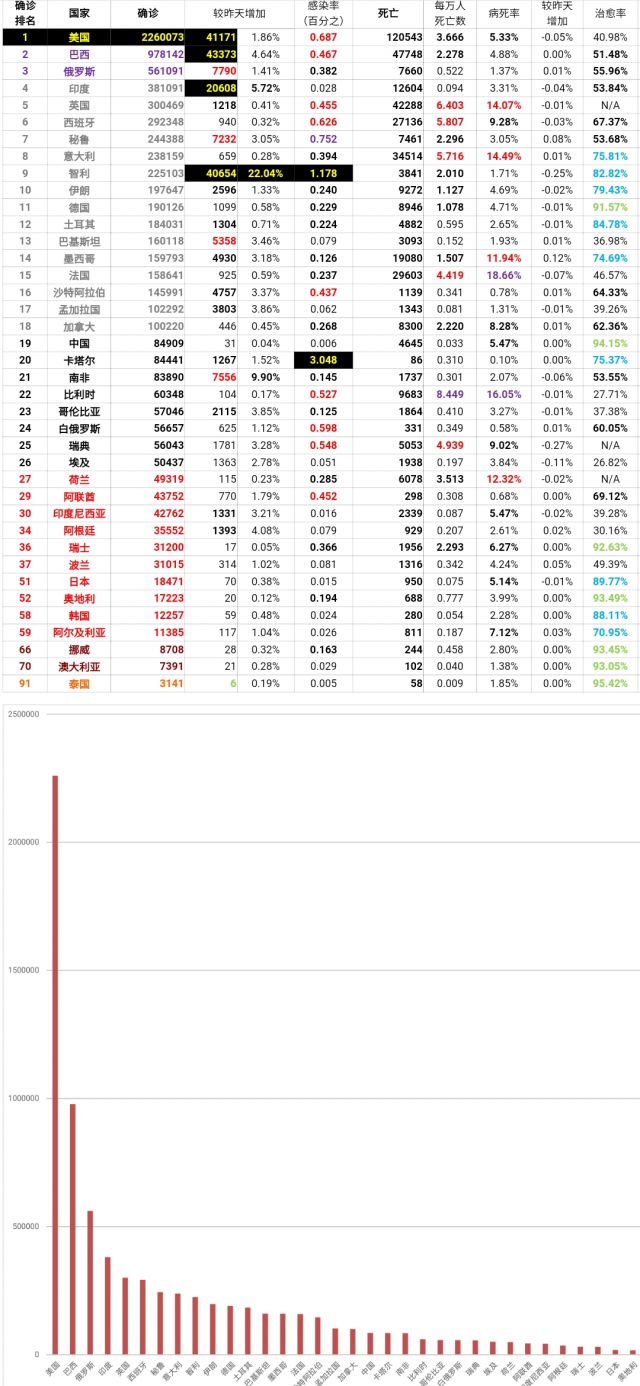 确诊 感染率 每万人 较昨天
排名 国家 确诊 较昨天增加 (百分之) 死亡 死亡数 病死率 增加 治愈率
1 美国 2260073 41171 1.86% 0.687 120543 3.666 5.33% -0.05% 40.98%
2 巴西 978142 43373 4.64% 0.467 47748 2.278 4.88% 0.00% 51.48%
3 俄罗斯 561091 7790 1.41% 0.382 7660 0.522 1.37% 0.01% 55.96%
4 印度 381091 20608 5.72% 0.028 12604 0.094 3.31% -0.04% 53.84%
5 英国 300469 1218 0.41% 0.455 42288 6.403 14.07% -0.01% N/A
6 西班牙 292348 940 0.32% 0.626 27136 5.807 9.28% -0.03% 67.37%
7 秘鲁 244388 7232 3.05% 0.752 7461 2.296 3.05% 0.08% 53.68%
8 意大利 238159 659 0.28% 0.394 34514 5.716 14.49% 0.01% 75.81%
9 智利 225103 40654 22.04% 1.178 3841 2.010 1.71% -0.25% 82.82%
10 伊朗 197647 2596 1.33% 0.240 9272 1.127 4.69% -0.02% 79.43%
11 德国 190126 1099 0.58% 0.229 8946 1.078 4.71% -0.01% 91.57%
12 土耳其 184031 1304 0.71% 0.224 4882 0.595 2.65% -0.01% 84.78%
13 巴基斯坦 160118 5358 3.46% 0.079 3093 0.152 1.93% 0.01% 36.98%
14 墨西哥 159793 4930 3.18% 0.126 19080 1.507 11.94% 0.12% 74.69%
15 法国 158641 925 0.59% 0.237 29603 4.419 18.66% -0.07% 46.57%
16 沙特阿拉伯 145991 4757 3.37% 0.437 1139 0.341 0.78% 0.01% 64.33%
17 孟加拉国 102292 3803 3.86% 0.062 1343 0.081 1.31% -0.01% 39.26%
18 加拿大 100220 446 0.45% 0.268 8300 2.220 8.28% 0.01% 62.36%
19 中国 84909 31 0.04% 0.006 4645 0.033 5.47% 0.00% 94.15%
20 卡塔尔 84441 1267 1.52% 3.048 86 0.310 0.10% 0.00% 75.37%
21 南非 83890 7556 9.90% 0.145 1737 0.301 2.07% -0.06% 53.55%
22 比利时 60348 104 0.17% 0.527 9683 8.449 16.05% -0.01% 27.71%
23 哥伦比亚 57046 2115 3.85% 0.125 1864 0.410 3.27% -0.01% 37.38%
24 白俄罗斯 56657 625 1.12% 0.598 331 0.349 0.58% 0.01% 60.05%
25 瑞典 56043 1781 3.28% 0.548 5053 4.939 9.02% -0.27% N/A
26 埃及 50437 1363 2.78% 0.051 1938 0.197 3.84% -0.11% 26.82%
27 荷兰 49319 115 0.23% 0.285 6078 3.513 12.32% -0.02% N/A
29 阿联酋 43752 770 1.79% 0.452 298 0.308 0.68% 0.00% 69.12%
30 印度尼西亚 42762 1331 3.21% 0.016 2339 0.087 5.47% -0.02% 39.28%
34 阿根廷 35552 1393 4.08% 0.079 929 0.207 2.61% 0.02% 30.16%
36 瑞士 31200 17 0.05% 0.366 1956 2.293 6.27% 0.00% 92.63%
37 波兰 31015 314 1.02% 0.081 1316 0.342 4.24% 0.05% 49.39%
51 日本 18471 70 0.38% 0.015 950 0.075 5.14% -0.01% 89.77%
52 奥地利 17223 20 0.12% 0.194 688 0.777 3.99% 0.00% 93.49%
58 韩国 12257 59 0.48% 0.024 280 0.054 2.28% 0.00% 88.11%
59 阿尔及利亚 11385 117 1.04% 0.026 811 0.187 7.12% 0.03% 70.95%
66 挪威 8708 28 0.32% 0.163 244 0.458 2.80% 0.00% 93.45%
70 澳大利亚 7391 21 0.28% 0.029 102 0.040 1.38% 0.00% 93.05%
91 泰国 3141 6 0.19% 0.005 58 0.009 1.85% 0.00% 95.42%
2500000
2000000
1500000
1000000
500000
0
美国 巴西 俄罗斯 印度 英国 西班牙 秘鲁 意大利 智利 伊朗 德国 土耳其 巴基斯坦 墨西哥 法国 特阿拉伯 孟加拉国 加拿大 中国 卡塔尔 南非 比利时 哥伦比亚 白俄罗斯 瑞典 埃及 荷兰 阿联酋 度尼西亚 阿根廷 瑞士 波兰 日本 奥地利